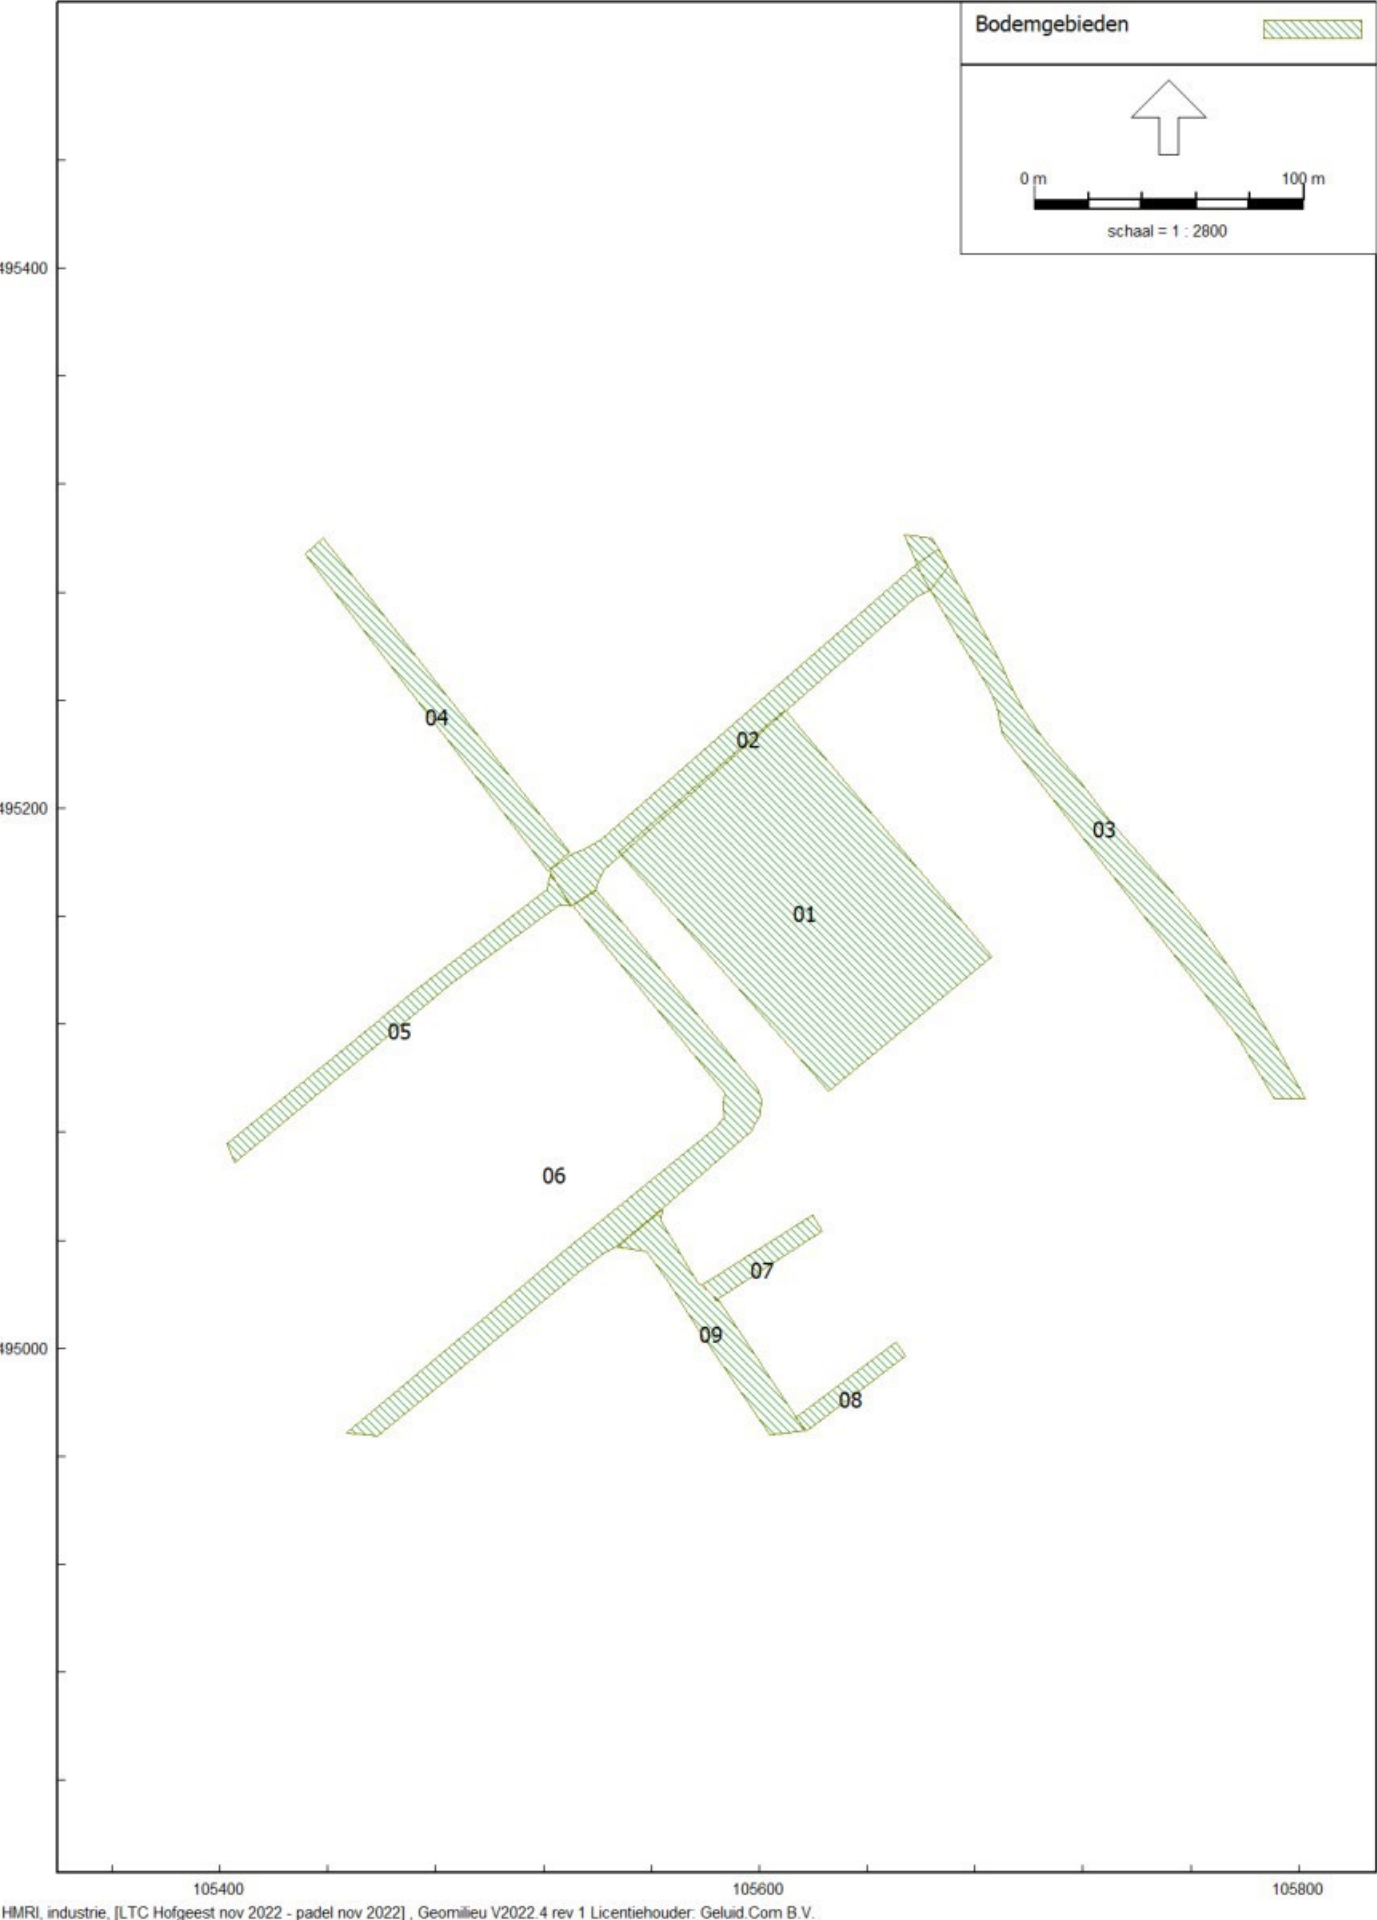 Bodemgebieden
0 m 100 m
schaal = 1 : 2800
495400
04
02
495200
03
01
05
06
07
09
495000
08
105400 105600 105800
HMRI, industrie, [LTC Hofgeest nov 2022 - padel nov 2022] , Geomilieu V2022.4 rev 1 Licentiehouder: Geluid.Com B.V.